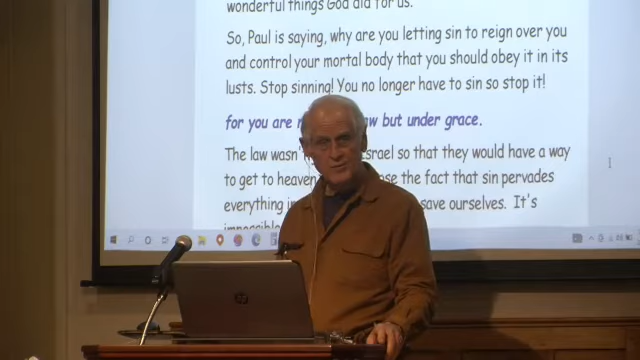 wonderful things God did for us.
So, Paul is saying, why are you letting sin to reign over you
and control your mortal body that you should obey it in its
lusts. Stop sinning! You no longer have to sin so stop it!
for you are but under grace.
The law wasn't Israel so that they would have a way
to get to heaven the fact that sin pervades
everything save ourselves. It's
impossible
hp